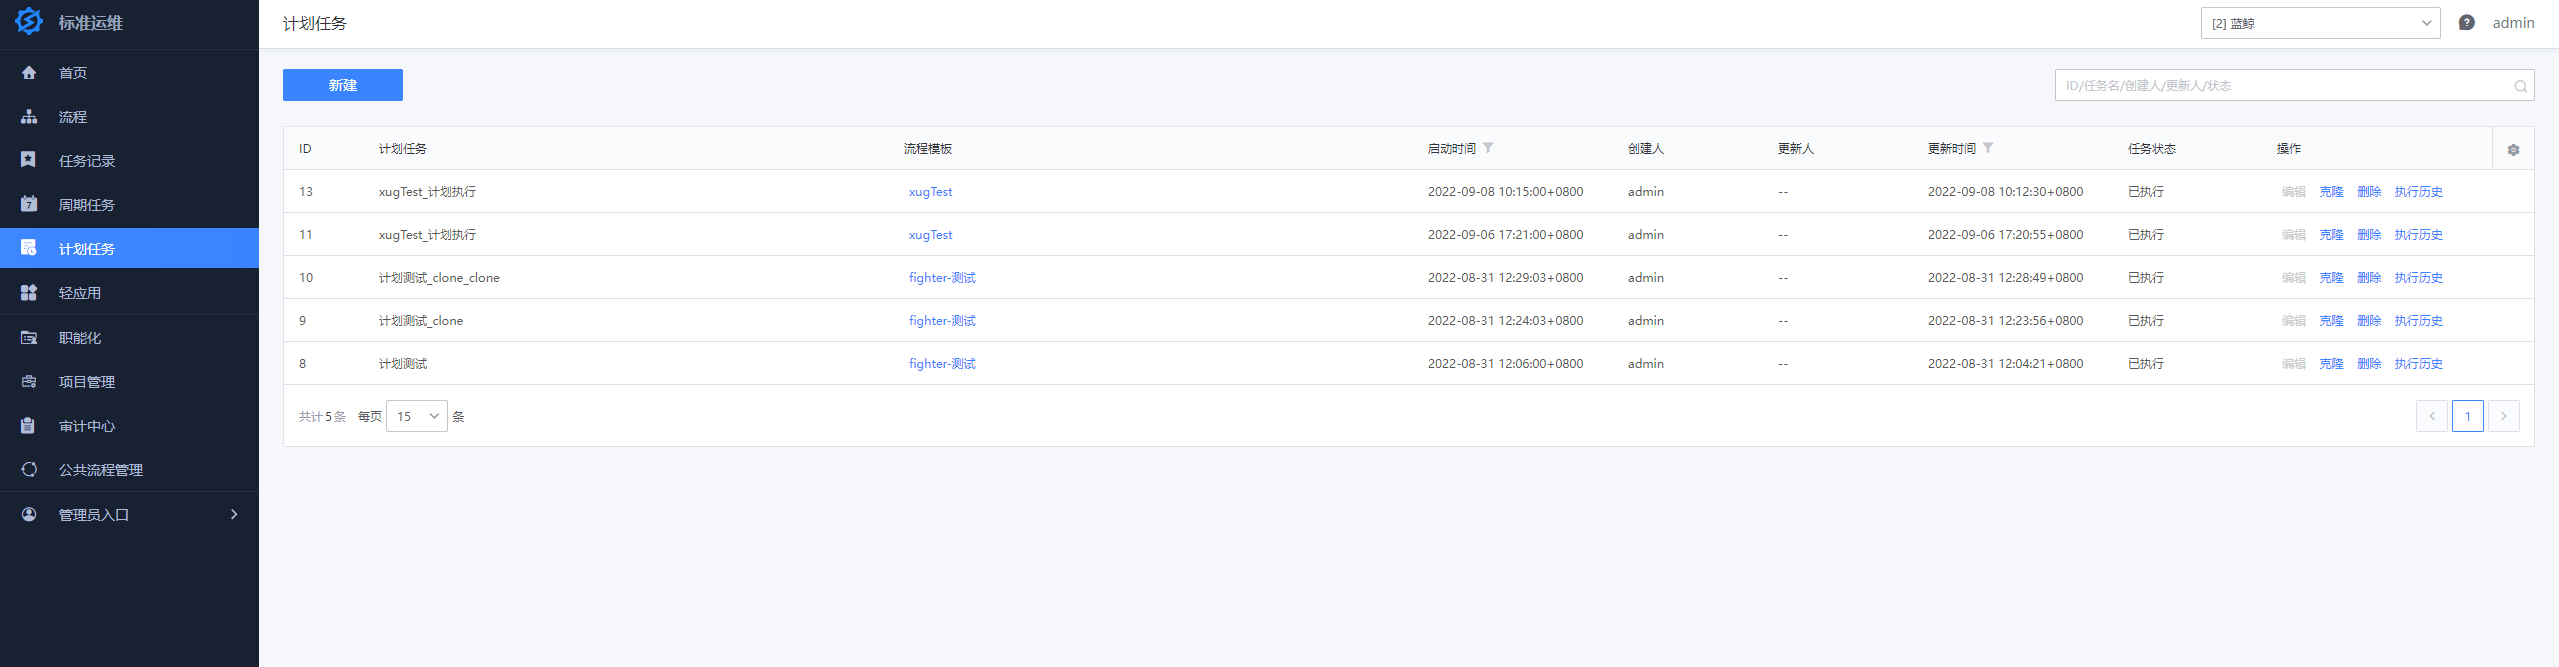 标准运维
首页
流程
任务记录
周期任务
计划任务
轻应用
职能化
项目管理
审计中心
公共流程管理
管理员入口
计划任务
[2] 蓝鲸
admin
新建
ID/任务名/创建人/更新人/状态
ID 计划任务 流程模板 启动时间 创建人 更新人 更新时间 任务状态 操作
13 xugTest_计划执行 xugTest 2022-09-08 10:15:00+0800 admin -- 2022-09-08 10:12:30+0800 已执行 编辑 克隆 删除 执行历史
11 xugTest_计划执行 xugTest 2022-09-06 17:21:00+0800 admin -- 2022-09-06 17:20:55+0800 已执行 编辑 克隆 删除 执行历史
10 计划测试_clone_clone fighter-测试 2022-08-31 12:29:03+0800 admin -- 2022-08-31 12:28:49+0800 已执行 编辑 克隆 删除 执行历史
9 计划测试_clone fighter-测试 2022-08-31 12:24:03+0800 admin -- 2022-08-31 12:23:56+0800 已执行 编辑 克隆 删除 执行历史
8 计划测试 fighter-测试 2022-08-31 12:06:00+0800 admin -- 2022-08-31 12:04:21+0800 已执行 编辑 克隆 删除 执行历史
共计5条 每页 15 条
1